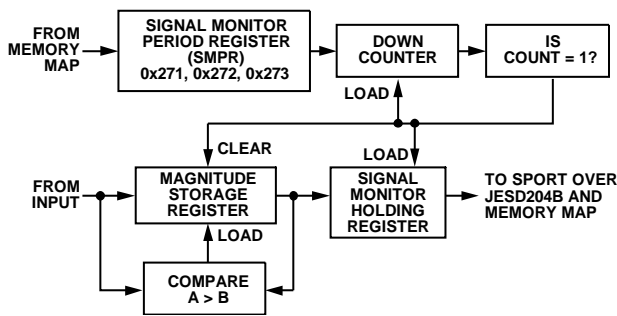 FROM
MEMORY
MAP
SIGNAL MONITOR
PERIOD REGISTER
(SMPR)
0x271, 0x272, 0x273
DOWN
COUNTER
IS
COUNT = 1?
LOAD
CLEAR
LOAD
FROM
INPUT
MAGNITUDE
STORAGE
REGISTER
SIGNAL
MONITOR
HOLDING
REGISTER
TO SPORT OVER
JESD204B AND
MEMORY MAP
LOAD
COMPARE
A > B